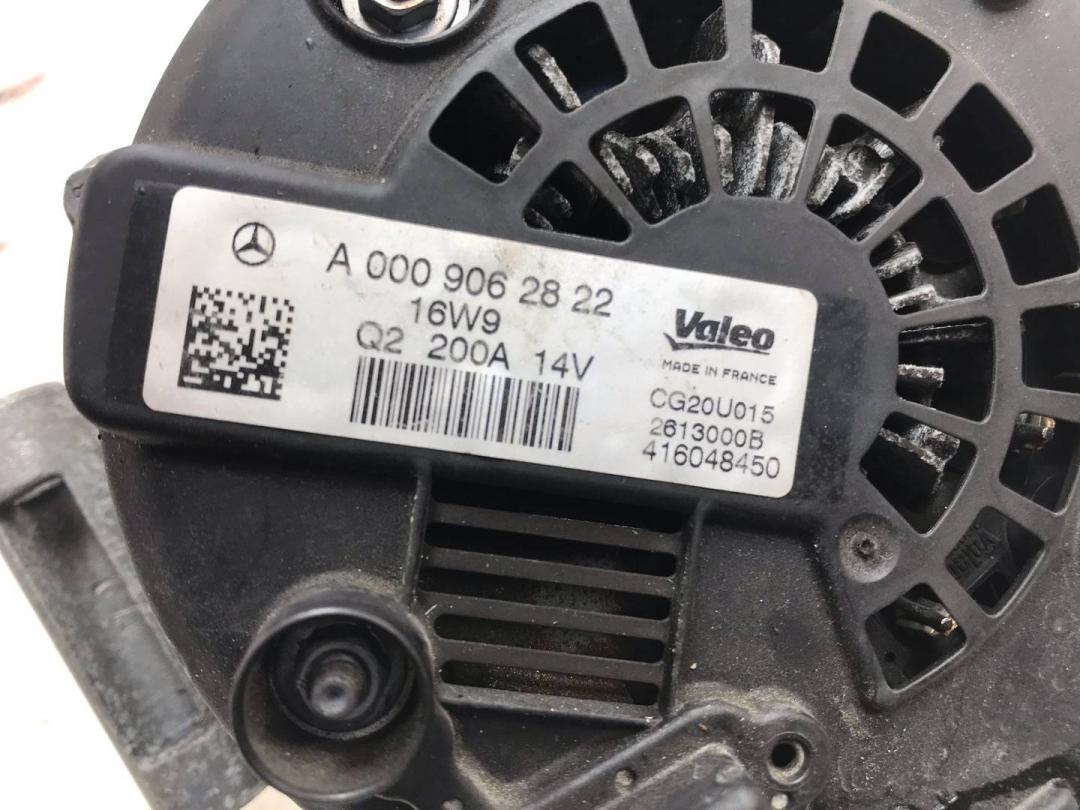 A 000 906 28 22
16W9
Q2 200A 14V
Valeo
MADE IN FRANCE
CG20U015
2613000B
416048450